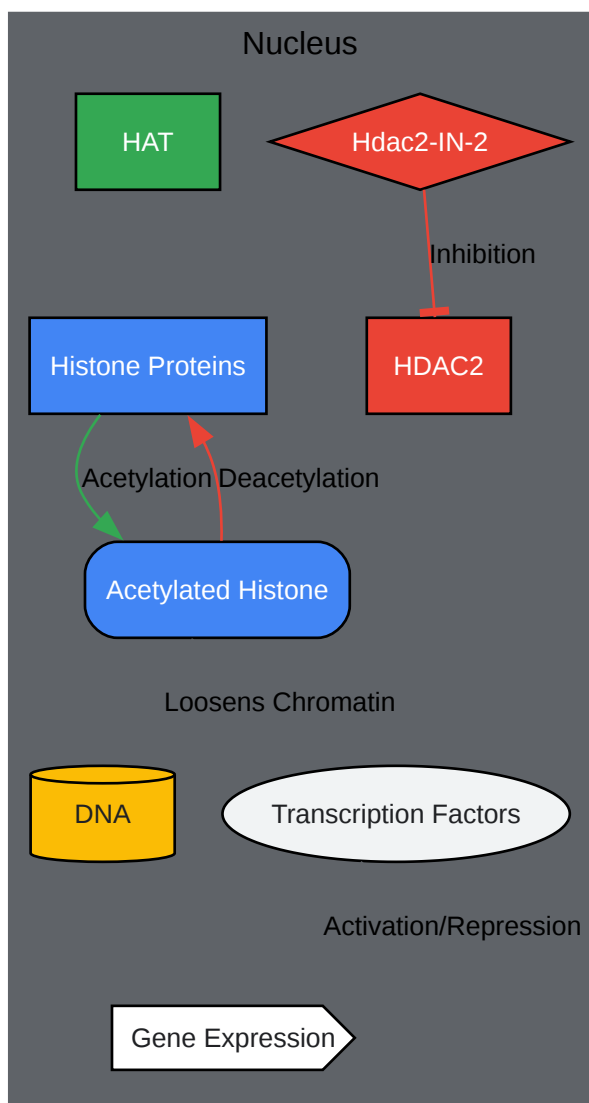 Nucleus
HAT
Hdac2-IN-2
Inhibition
Histone Proteins
HDAC2
Acetylation
Deacetylation
Acetylated Histone
Loosens Chromatin
DNA
Transcription Factors
Activation/Repression
Gene Expression